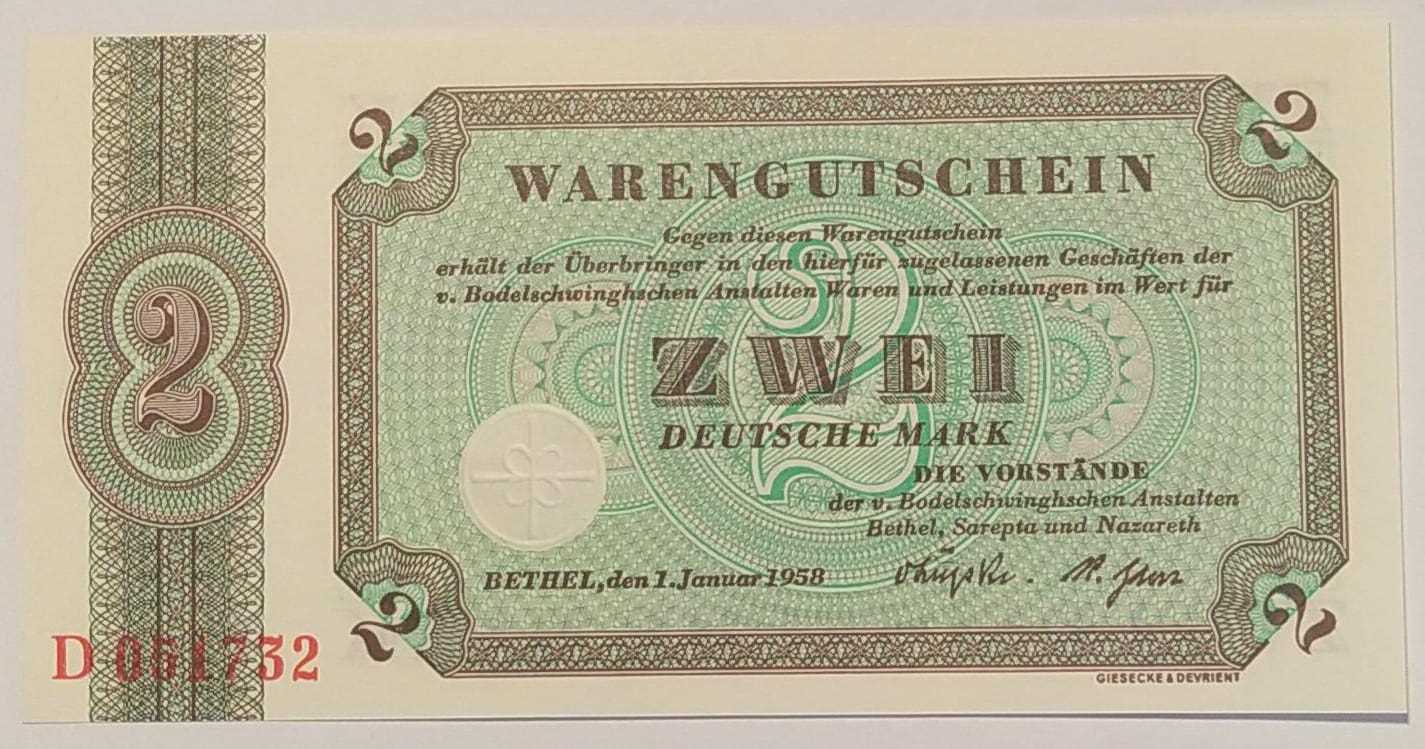 2
2
WARENGUTSCHEIN
Gegen diesen Warengutschein
erhält der Überbringer in den hierfür zugelassenen Geschäften der
v. Bodelschwinghschen Anstalten Waren und Leistungen im Wert für
2
2
ZWEI
DEUTSCHE MARK
DIE VORSTÄNDE
der v. Bodelschwinghschen Anstalten
Bethel, Sarepta und Nazareth
BETHEL, den 1. Januar 1958
2
2
D 051732
GIESECKE & DEVRIENT